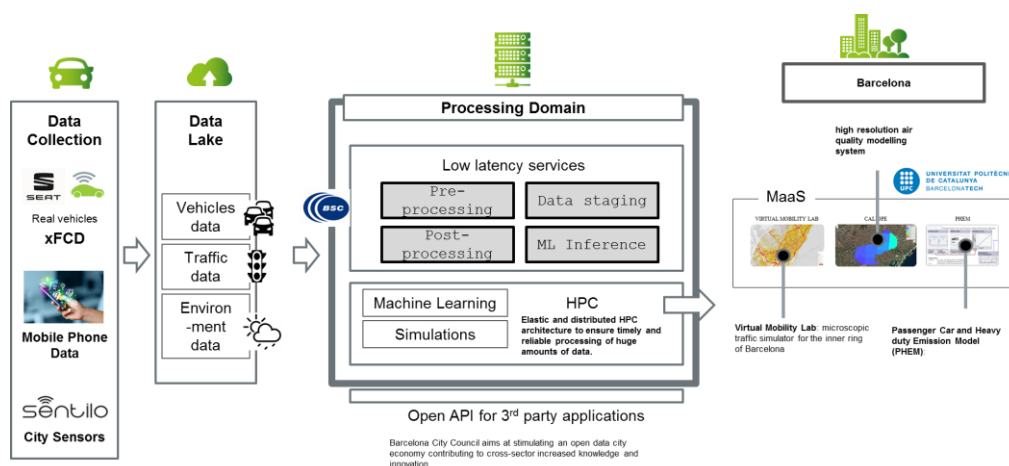 Data
Collection
SEAT
Real vehicles
xFCD
Mobile Phone
Data
sentilo
City Sensors
Data
Lake
Vehicles
data
Traffic
data
Environ
-ment
data
BSC
Processing Domain
Low latency services
Pre-
processing
Data staging
Post-
processing
ML Inference
Machine Learning
Simulations
HPC
Elastic and distributed HPC
architecture to ensure timely and
reliable processing of huge
amounts of data.
Open API for 3rd party applications
Barcelona City Council aims at stimulating an open data city
economy contributing to cross-sector increased knowledge and
innovation
Barcelona
high resolution air
quality modelling
system
UPC
UNIVERSITAT POLITÈCNICA
DE CATALUNYA
BARCELONATECH
MaaS
VIRTUAL MOBILITY LAB
PHEM
Virtual Mobility Lab: microscopic
traffic simulator for the inner ring
of Barcelona
Passenger Car and Heavy
duty Emission Model
(PHEM):